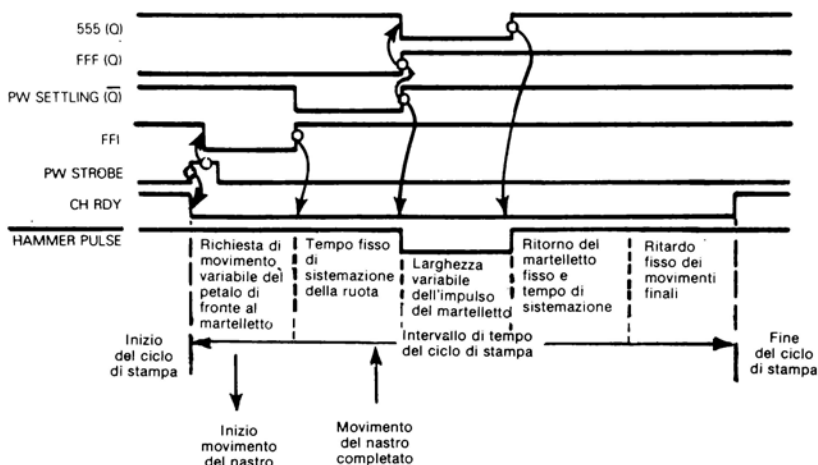 555 (Q)
FFF (Q)
PW SETTLING (Q̅)
FFI
PW STROBE
CH RDY
HAMMER PULSE
Richiesta di
movimento
variabile del
petalo di
fronte al
martelletto
Tempo fisso
di
sistemazione
della ruota
Larghezza
variabile
dell'impulso
del martelletto
Ritorno del
martelletto
fisso e
tempo di
sistemazione
Ritardo
fisso dei
movimenti
finali
Inizio
del ciclo
di stampa
Intervallo di tempo
del ciclo di stampa
Fine
del ciclo
di stampa
Inizio
movimento
del nastro
Movimento
del nastro
completato